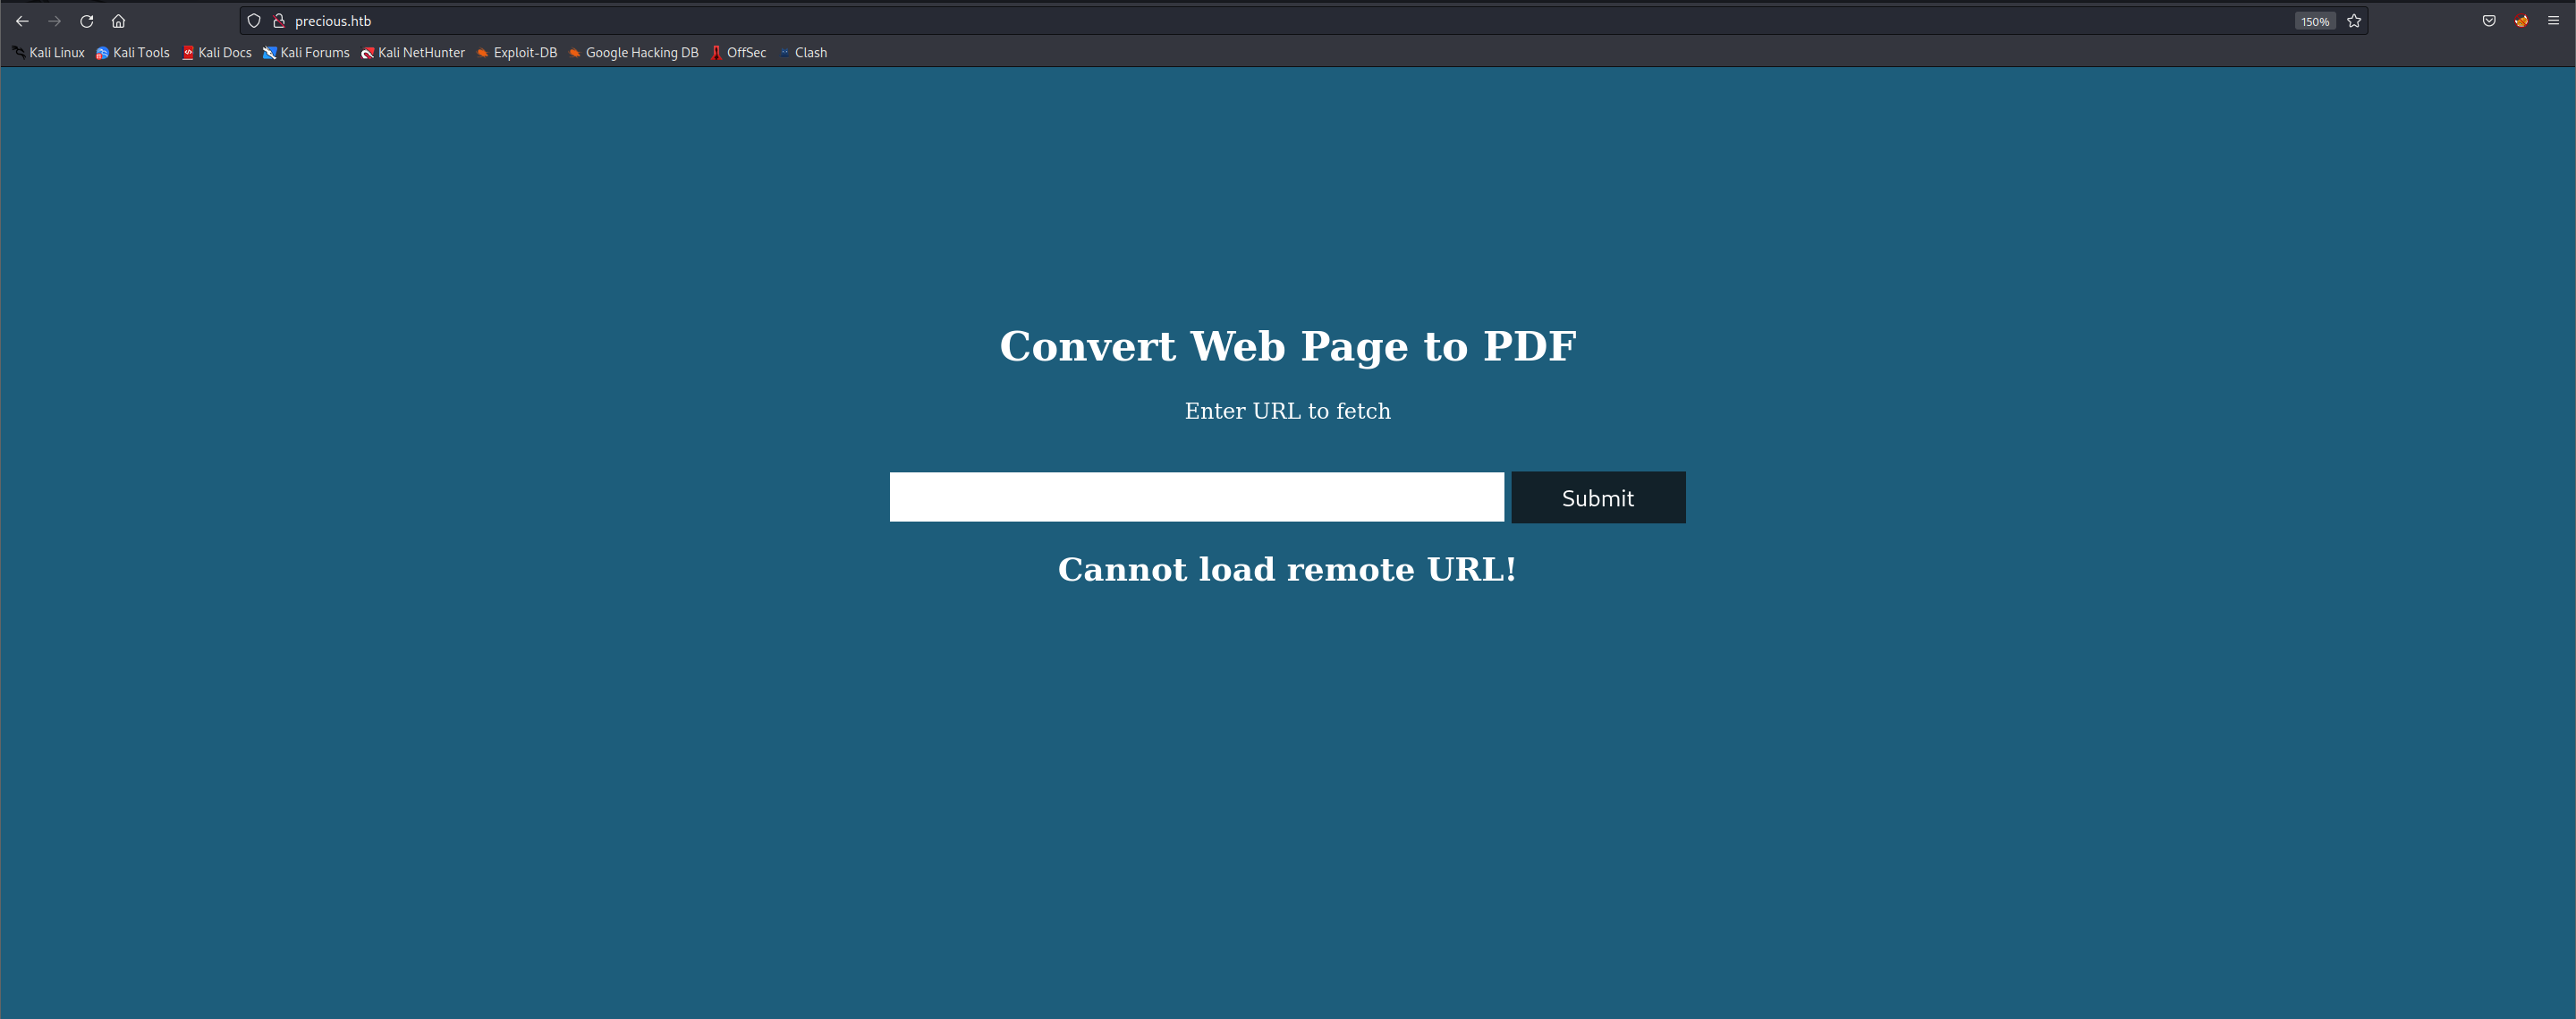 precious.htb
150%
Kali Linux Kali Tools Kali Docs Kali Forums Kali NetHunter Exploit-DB Google Hacking DB OffSec Clash
Convert Web Page to PDF
Enter URL to fetch
Submit
Cannot load remote URL!